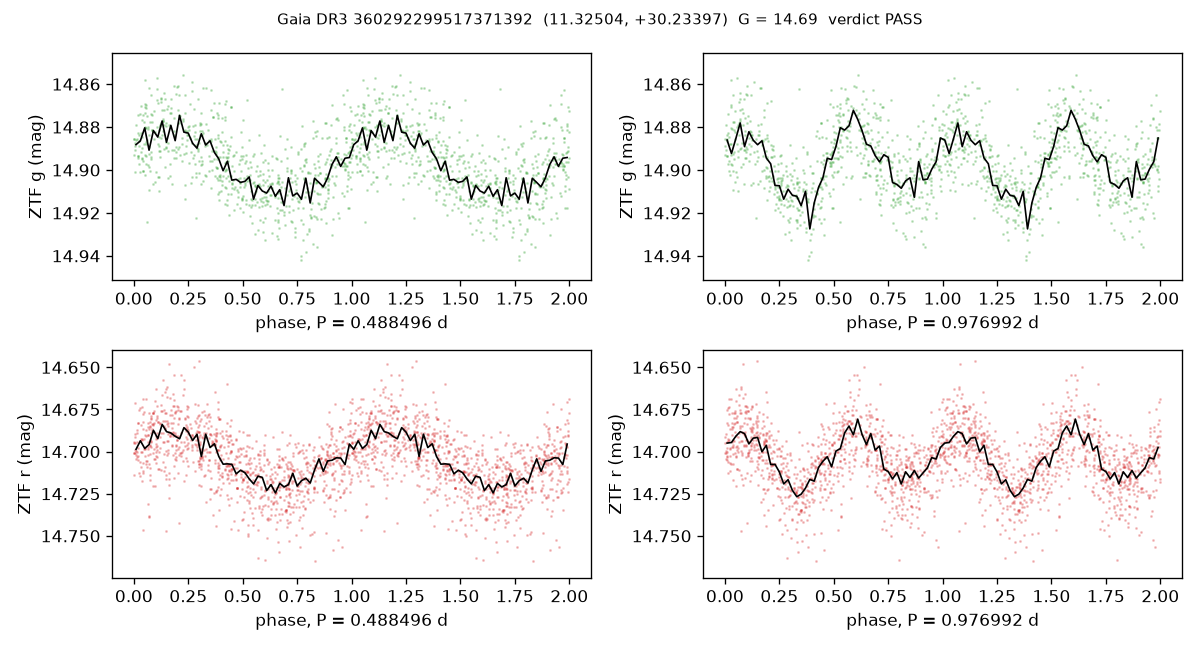 Gaia DR3 360292299517371392  (11.32504, +30.23397)  G = 14.69  verdict PASS
ZTF g (mag)
14.86
14.88
14.90
14.92
14.94
0.00 0.25 0.50 0.75 1.00 1.25 1.50 1.75 2.00
phase, P = 0.488496 d
ZTF g (mag)
14.86
14.88
14.90
14.92
14.94
0.00 0.25 0.50 0.75 1.00 1.25 1.50 1.75 2.00
phase, P = 0.976992 d
ZTF r (mag)
14.650
14.675
14.700
14.725
14.750
0.00 0.25 0.50 0.75 1.00 1.25 1.50 1.75 2.00
phase, P = 0.488496 d
ZTF r (mag)
14.650
14.675
14.700
14.725
14.750
0.00 0.25 0.50 0.75 1.00 1.25 1.50 1.75 2.00
phase, P = 0.976992 d